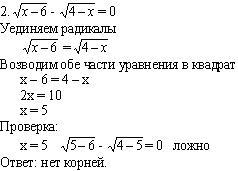 2. √x−6 - √4−x = 0
Уединяем радикалы
√x−6 = √4−x
Возводим обе части уравнения в квадрат
x – 6 = 4 – x
2x = 10
x = 5
Проверка:
x = 5 √5−6 - √4−5 = 0 ложно
Ответ: нет корней.